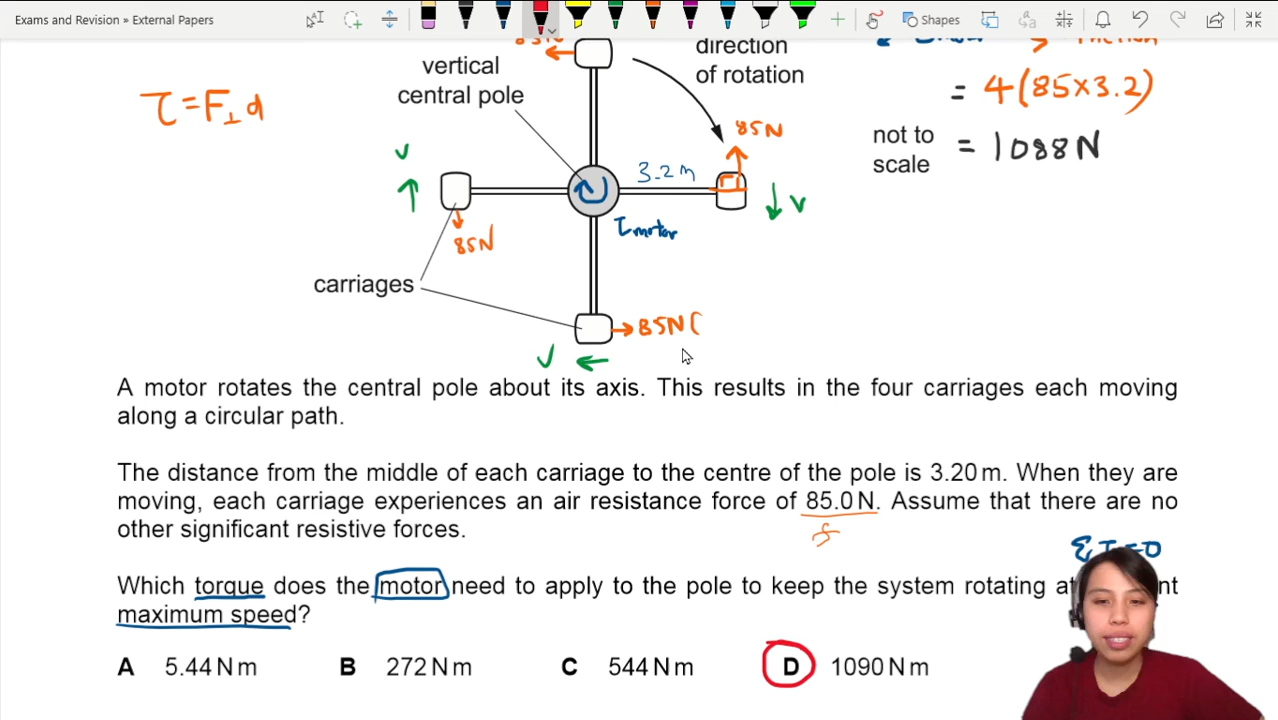 Exams and Revision » External Papers
Shapes
vertical
central pole
direction
of rotation
τ = F⊥ d
= 4(85×3.2)
= 1088N
not to
scale
85N
3.2m
v
v
85N
τ motor
carriages
85N(
v
A motor rotates the central pole about its axis. This results in the four carriages each moving
along a circular path.
The distance from the middle of each carriage to the centre of the pole is 3.20 m. When they are
moving, each carriage experiences an air resistance force of 85.0 N. Assume that there are no
other significant resistive forces.
Which torque does the motor need to apply to the pole to keep the system rotating
maximum speed?
A 5.44 N m B 272 N m C 544 N m D 1090 N m